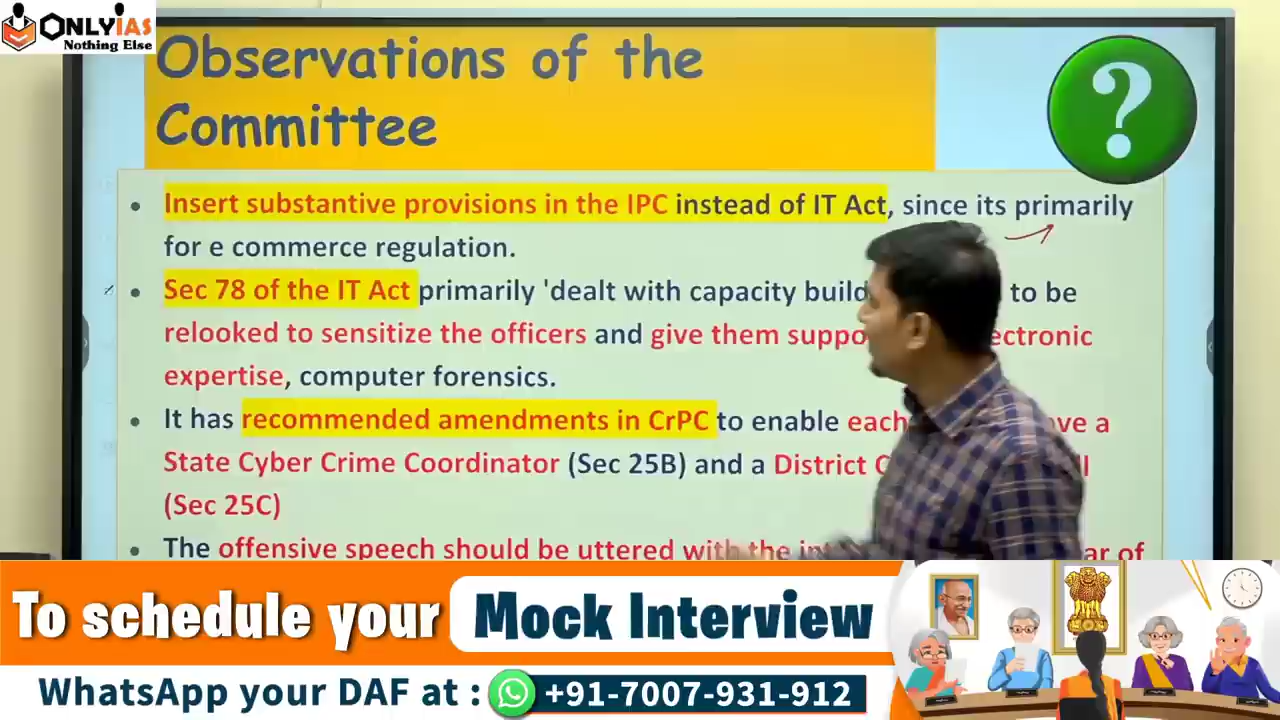 ONLYIAS
Nothing Else
Observations of the
Committee
?
Insert substantive provisions in the IPC instead of IT Act, since its primarily
for e commerce regulation.
Sec 78 of the IT Act primarily 'dealt with capacity build to be
relooked to sensitize the officers and give them
expertise, computer forensics.
It has recommended amendments in CrPC to enable each a
State Cyber Crime Coordinator (Sec 25B) and a District
(Sec 25C)
The offensive speech should be uttered with the of
To schedule your Mock Interview
WhatsApp your DAF at : +91-7007-931-912